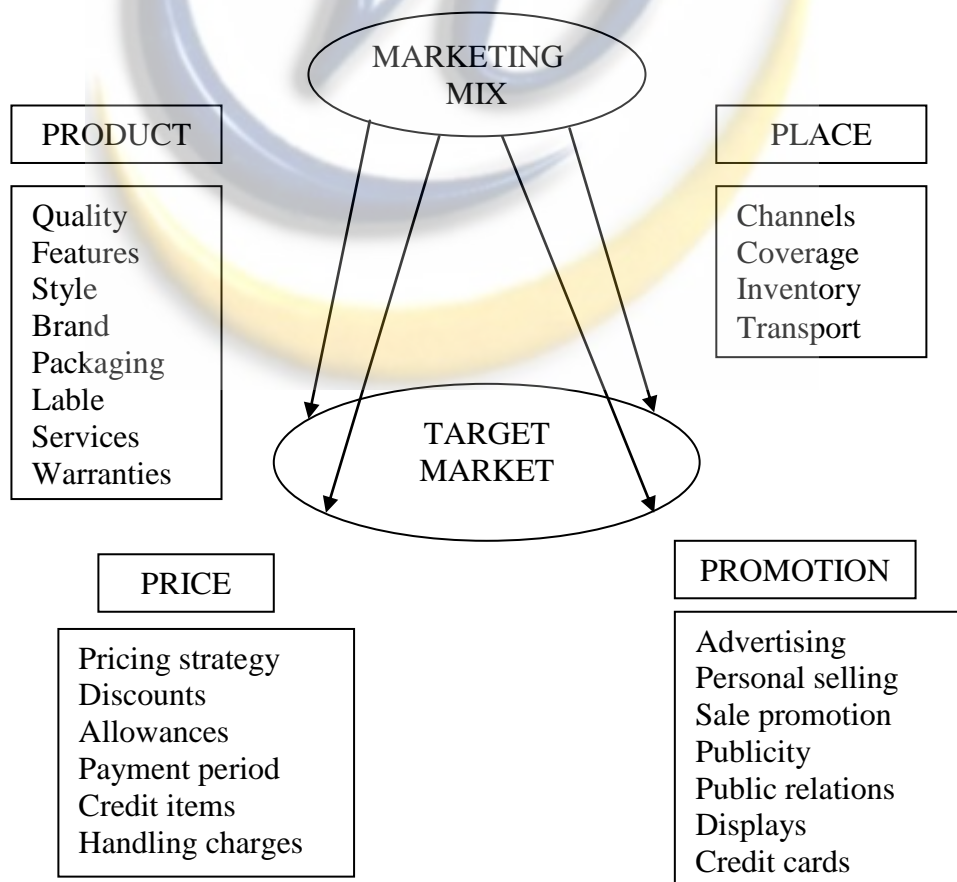 MARKETING
MIX
PRODUCT
Quality
Features
Style
Brand
Packaging
Lable
Services
Warranties
PLACE
Channels
Coverage
Inventory
Transport
TARGET
MARKET
PRICE
Pricing strategy
Discounts
Allowances
Payment period
Credit items
Handling charges
PROMOTION
Advertising
Personal selling
Sale promotion
Publicity
Public relations
Displays
Credit cards